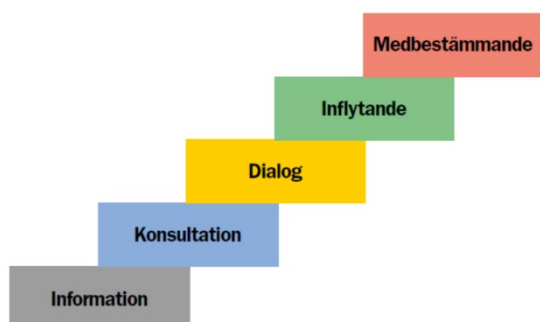 Medbestämmande
Inflytande
Dialog
Konsultation
Information